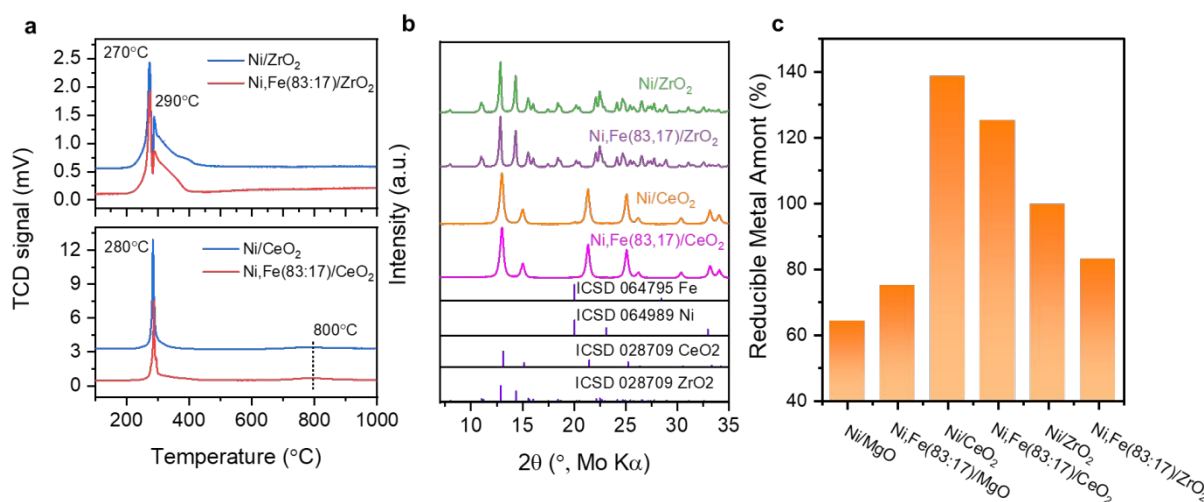 a
270°C
290°C
Ni/ZrO2
Ni,Fe(83:17)/ZrO2
2.5
2.0
1.5
1.0
0.5
0.0
280°C
Ni/CeO2
Ni,Fe(83:17)/CeO2
800°C
12
9
6
3
0
TCD signal (mV)
200 400 600 800 1000
Temperature (°C)
b
Ni/ZrO2
Ni,Fe(83,17)/ZrO2
Ni/CeO2
Ni,Fe(83,17)/CeO2
ICSD 064795 Fe
ICSD 064989 Ni
ICSD 028709 CeO2
ICSD 028709 ZrO2
Intensity (a.u.)
10 15 20 25 30 35
2θ (°, Mo Kα)
c
140
120
100
80
60
40
Reducible Metal Amont (%)
Ni/MgO
Ni,Fe(83:17)/MgO
Ni/CeO2
Ni,Fe(83:17)/CeO2
Ni/ZrO2
Ni,Fe(83:17)/ZrO2